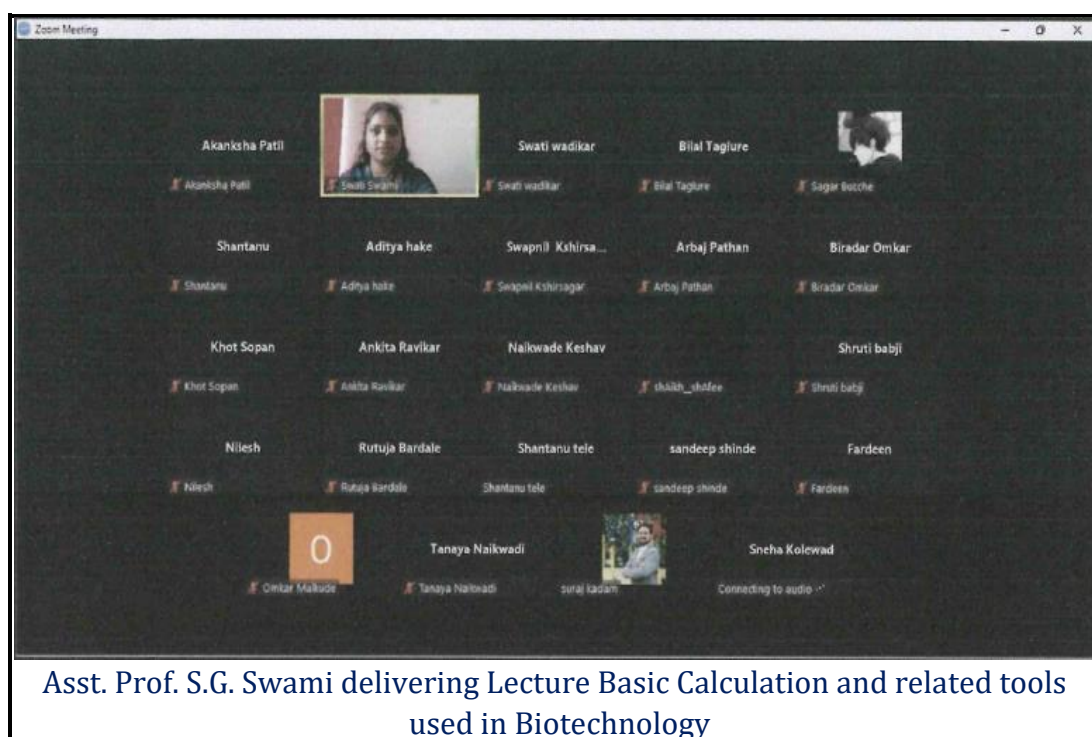 Zoom Meeting
Akanksha Patil Swati wadikar Bilal Taglure
Akanksha Patil Swati Swami Swati wadikar Bilal Taglure Sagar Butche
Shantanu Aditya hake Swapnil Kshirsa... Arbaj Pathan Biradar Omkar
Shantanu Aditya hake Swapnil Kshirsagar Arbaj Pathan Biradar Omkar
Khot Sopan Ankita Ravikar Naikwade Keshav Shruti babji
Khot Sopan Ankita Ravikar Naikwade Keshav shaikh_shafee Shruti babji
Nilesh Rutuja Bardale Shantanu tele sandeep shinde Fardeen
Nilesh Rutuja Bardale Shantanu tele sandeep shinde Fardeen
O Tanaya Naikwadi Sneha Kolewad
Omkar Malkude Tanaya Naikwadi suraj kadam Connecting to audio
Asst. Prof. S.G. Swami delivering Lecture Basic Calculation and related tools
used in Biotechnology